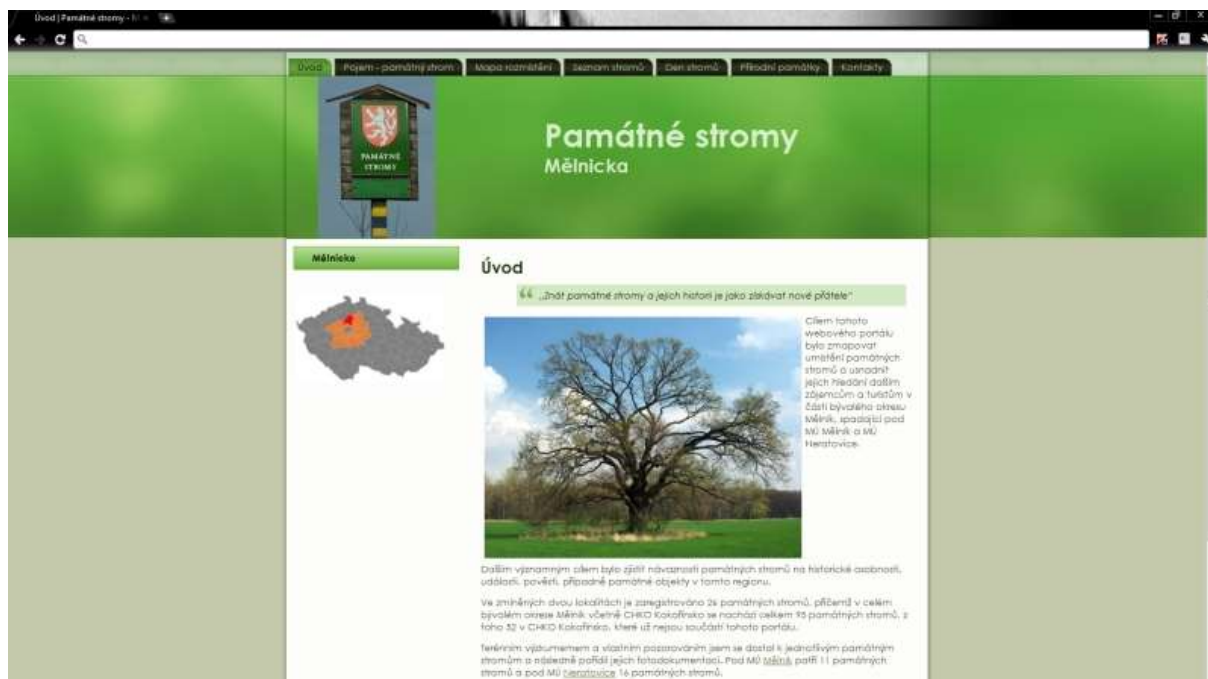 Úvod | Památné stromy - M
Úvod
Pojem - památný strom
Mapa rozmístění
Seznam stromů
Den stromů
Přírodní památky
Kontakty
PAMÁTNÉ
STROMY
Památné stromy
Mělnicka
Mělnicka
Úvod
„Znát památné stromy a jejich historii je jako získávat nové přátele“
Cílem tohoto
webového portálu
bylo zmapovat
umístění památných
stromů a usnadnit
jejich hledání dalším
zájemcům a turistům v
části bývalého okresu
Mělník, spadající pod
MÚ Mělník a MÚ
Neratovice.
Dalším významným cílem bylo zjistit návaznosti památných stromů na historické osobnosti,
události, pověsti, případně památné objekty v tomto regionu.
Ve zmíněných dvou lokalitách je zaregistrováno 26 památných stromů, přičemž v celém
bývalém okrese Mělník včetně CHKO Kokořínsko se nachází celkem 93 památných stromů, z
toho 32 v CHKO Kokořínsko, které už nejsou součástí tohoto portálu.
Terénním výzkumemem a vlastním pozorováním jsem se dostal k jednotlivým památným
stromům a následně pořídil jejich fotodokumentaci. Pod MÚ Mělník patří 11 památných
stromů a pod MÚ Neratovice 16 památných stromů.